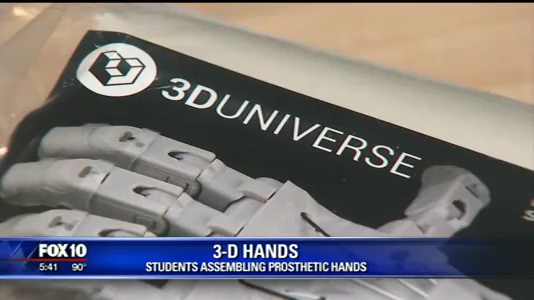 3DUNIVERSE
FOX10
5:41 90°
3-D HANDS
STUDENTS ASSEMBLING PROSTHETIC HANDS